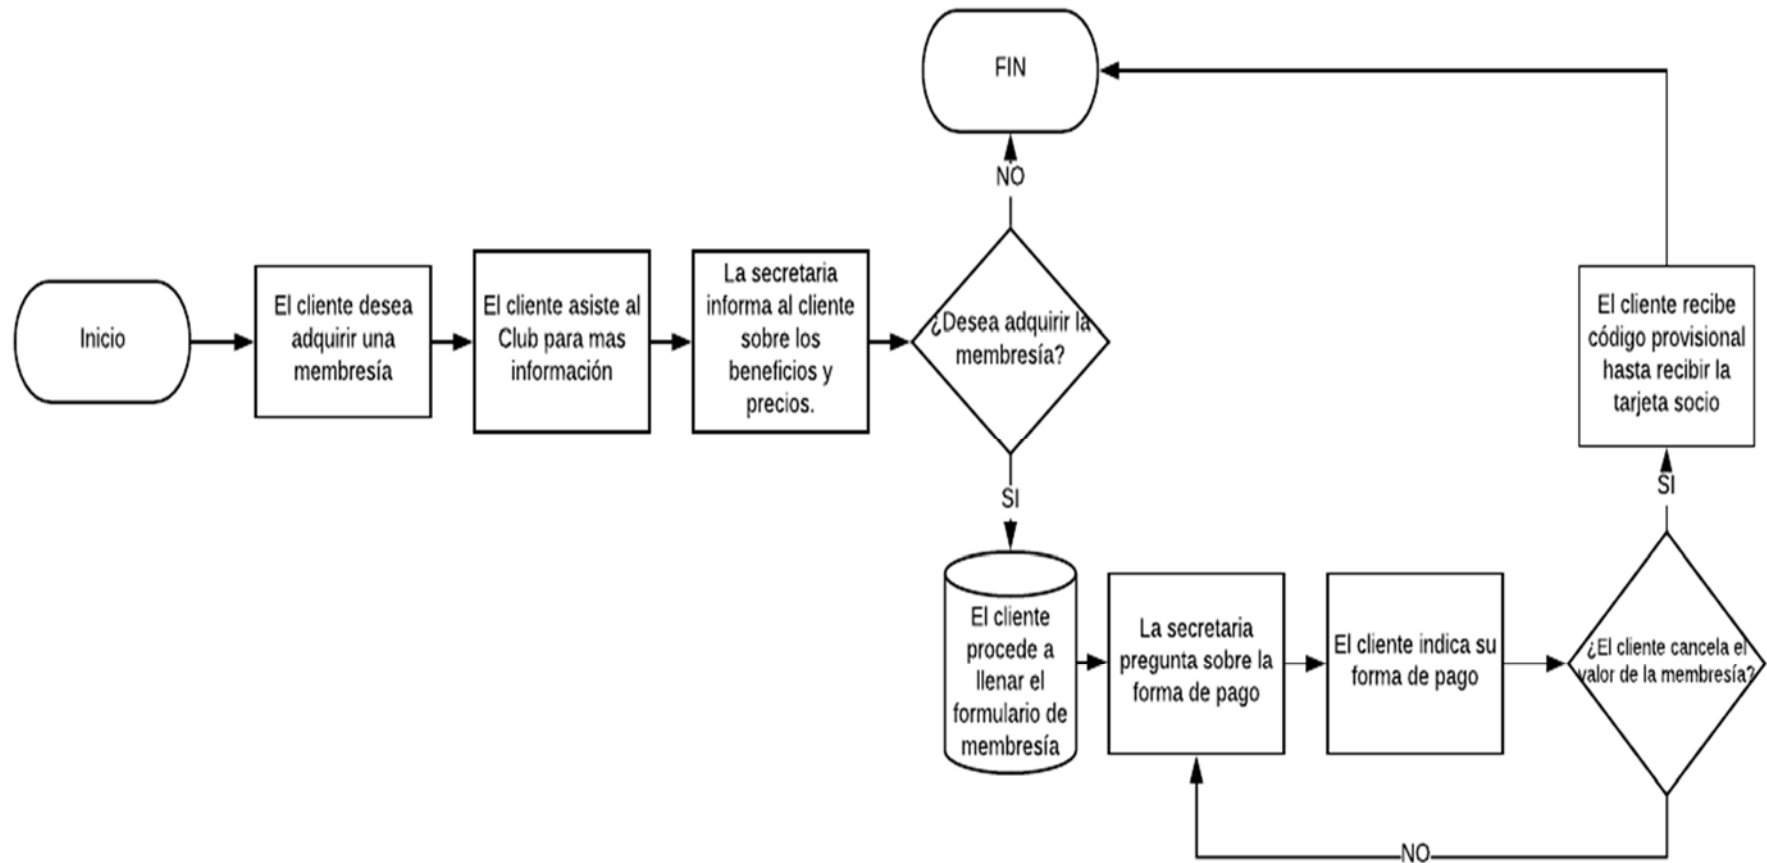 FIN
NO
Inicio
El cliente desea
adquirir una
membresía
El cliente asiste al
Club para mas
información
La secretaria
informa al cliente
sobre los
beneficios y
precios.
¿Desea adquirir la
membresía?
SI
El cliente
procede a
llenar el
formulario de
membresía
La secretaria
pregunta sobre la
forma de pago
El cliente indica su
forma de pago
¿El cliente cancela el
valor de la membresía?
NO
SI
El cliente recibe
código provisional
hasta recibir la
tarjeta socio